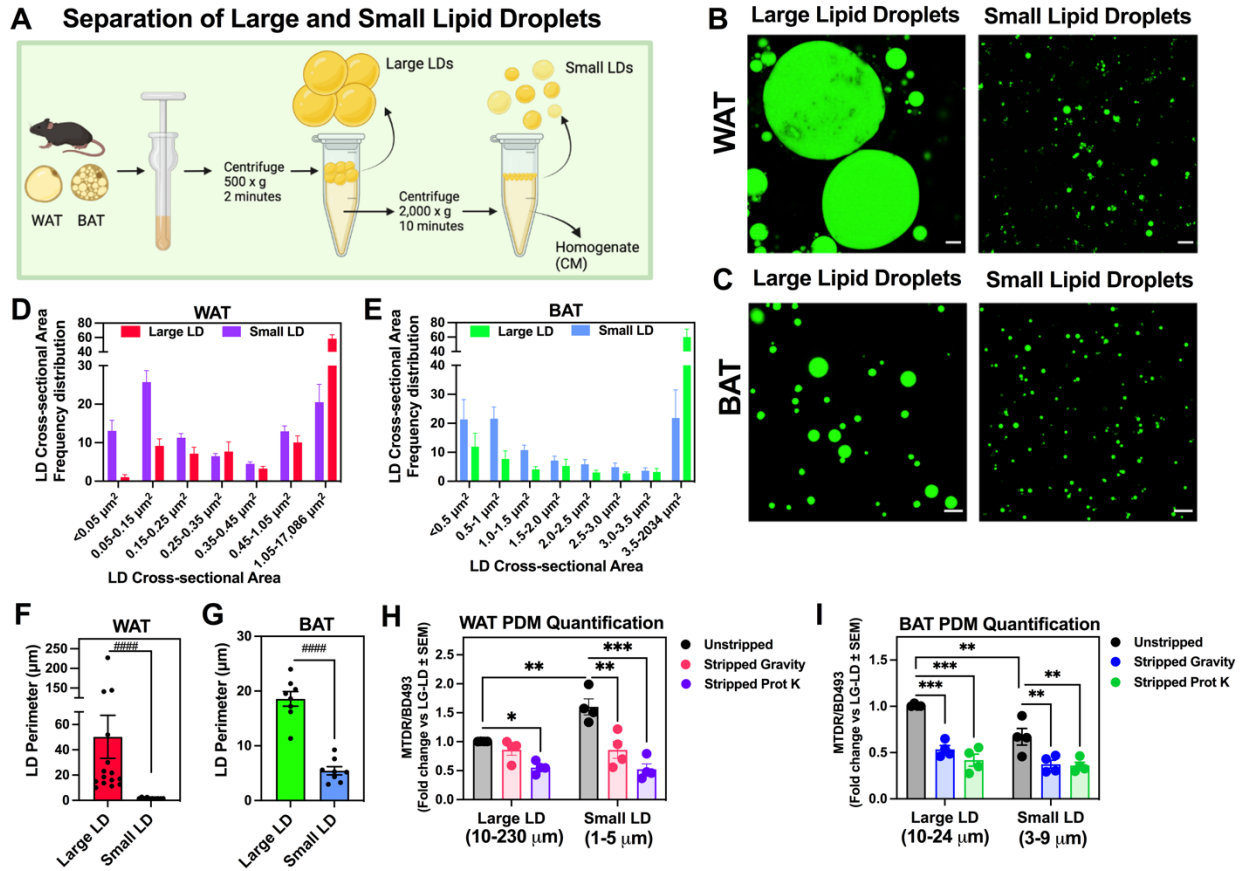 A Separation of Large and Small Lipid Droplets
WAT
BAT
Centrifuge
500 x g
2 minutes
Large LDs
Centrifuge
2,000 x g
10 minutes
Small LDs
Homogenate
(CM)
B Large Lipid Droplets Small Lipid Droplets
WAT
C Large Lipid Droplets Small Lipid Droplets
BAT
D WAT
Large LD Small LD
LD Cross-sectional Area
Frequency distribution
80
60
40
30
20
10
0
<0.05 µm²
0.05-0.15 µm²
0.15-0.25 µm²
0.25-0.35 µm²
0.35-0.45 µm²
0.45-1.05 µm²
1.05-17,086 µm²
LD Cross-sectional Area
E BAT
Small LD Large LD
LD Cross-sectional Area
Frequency distribution
80
60
40
30
20
10
0
<0.5 µm²
0.5-1 µm²
1.0-1.5 µm²
1.5-2.0 µm²
2.0-2.5 µm²
2.5-3.0 µm²
3.0-3.5 µm²
3.5-2034 µm²
LD Cross-sectional Area
F WAT
####
LD Perimeter (µm)
250
200
150
100
60
40
20
0
Large LD
Small LD
G BAT
####
LD Perimeter (µm)
30
20
10
0
Large LD
Small LD
H WAT PDM Quantification
MTDR/BD493
(Fold change vs LG-LD ± SEM)
2.5
2.0
1.5
1.0
0.5
0.0
*
**
***
**
Large LD
(10-230 µm)
Small LD
(1-5 µm)
Unstripped
Stripped Gravity
Stripped Prot K
I BAT PDM Quantification
MTDR/BD493
(Fold change vs LG-LD ± SEM)
2.0
1.5
1.0
0.5
0.0
**
***
***
**
**
Large LD
(10-24 µm)
Small LD
(3-9 µm)
Unstripped
Stripped Gravity
Stripped Prot K